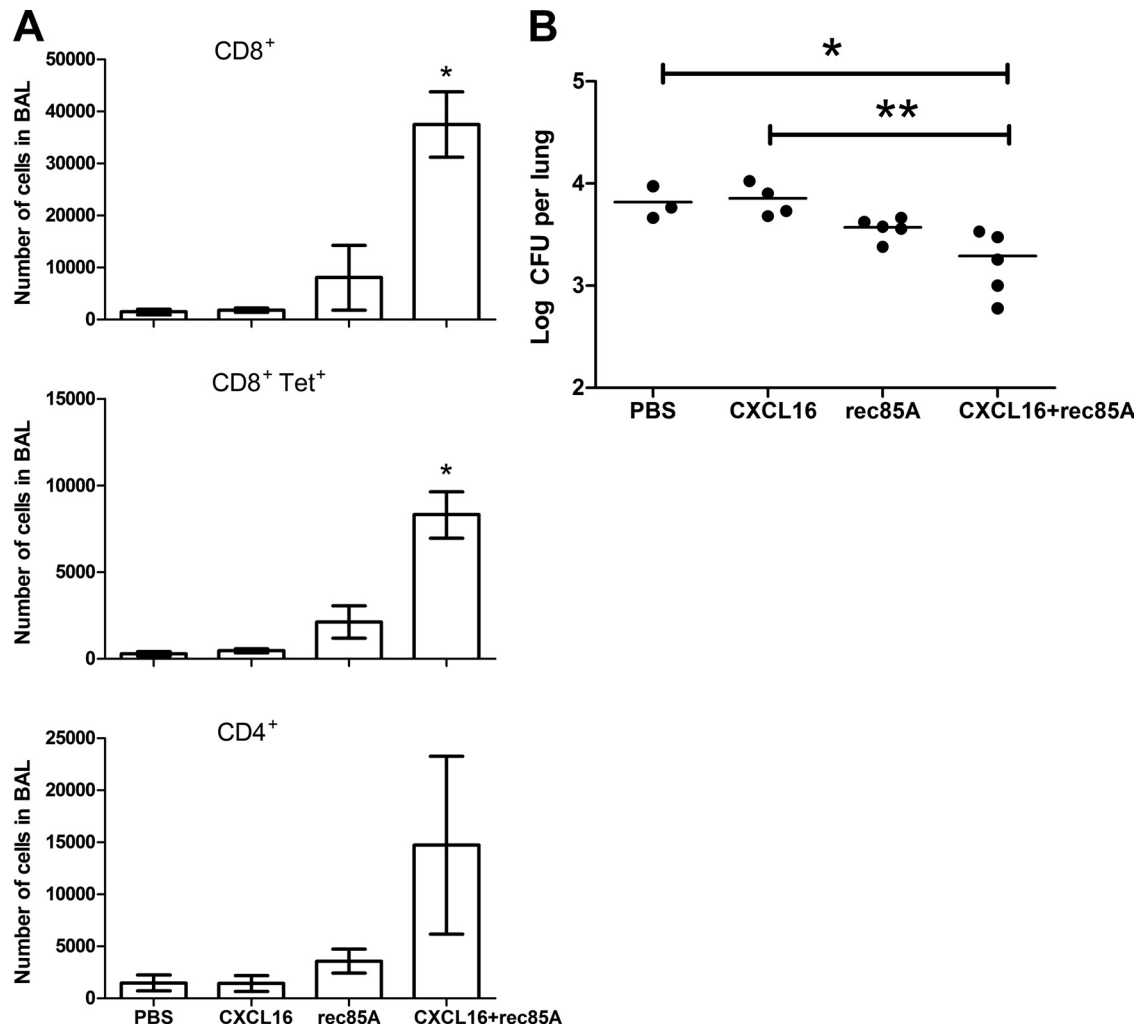 A
CD8+
Number of cells in BAL
50000
40000
30000
20000
10000
0
*
CD8+ Tet+
Number of cells in BAL
15000
10000
5000
0
*
CD4+
Number of cells in BAL
25000
20000
15000
10000
5000
0
PBS CXCL16 rec85A CXCL16+rec85A
B
Log CFU per lung
5
4
3
2
*
**
PBS CXCL16 rec85A CXCL16+rec85A